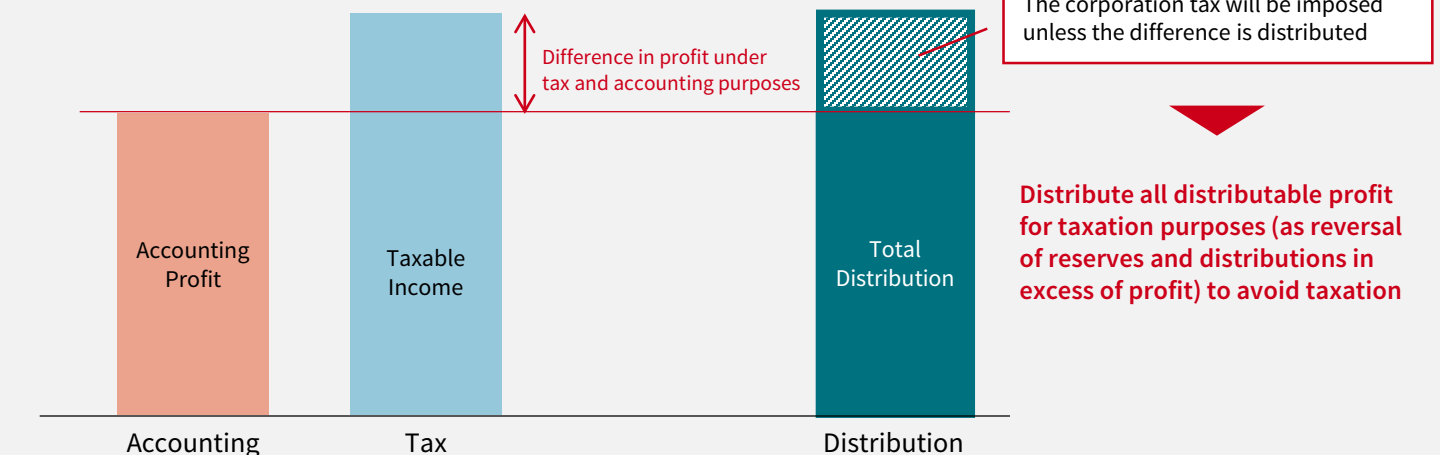 The corporation tax will be imposed
unless the difference is distributed
Difference in profit under
tax and accounting purposes
Distribute all distributable profit
for taxation purposes (as reversal
of reserves and distributions in
excess of profit) to avoid taxation
Accounting
Profit
Taxable
Income
Total
Distribution
Accounting
Tax
Distribution